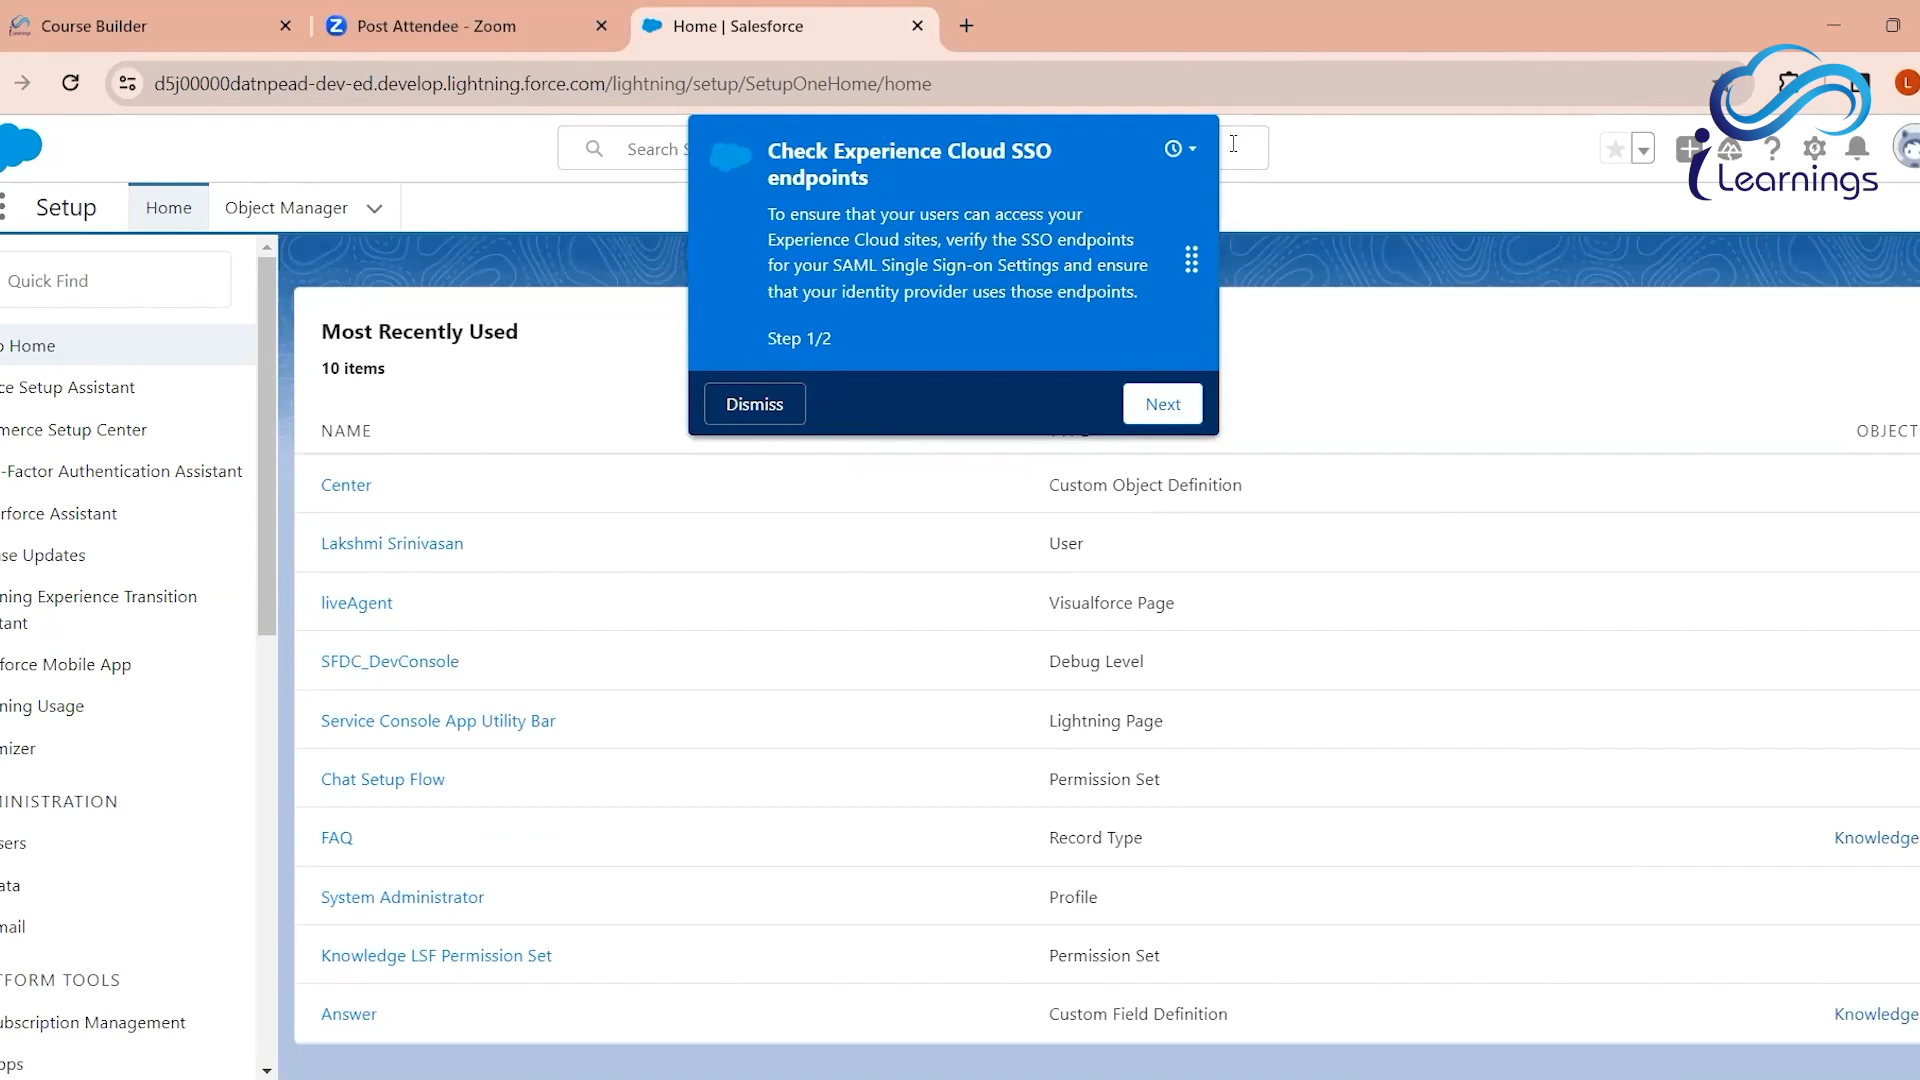 Course Builder
Post Attendee - Zoom
Home | Salesforce
d5j00000datnpead-dev-ed.develop.lightning.force.com/lightning/setup/SetupOneHome/home
L
iLearnings
Search S
Setup
Home
Object Manager
Check Experience Cloud SSO
endpoints
To ensure that your users can access your
Experience Cloud sites, verify the SSO endpoints
for your SAML Single Sign-on Settings and ensure
that your identity provider uses those endpoints.
Step 1/2
Dismiss
Next
Quick Find
p Home
ce Setup Assistant
merce Setup Center
-Factor Authentication Assistant
rforce Assistant
se Updates
ning Experience Transition
tant
force Mobile App
ning Usage
mizer
MINISTRATION
sers
ata
mail
TFORM TOOLS
ubscription Management
pps
Most Recently Used
10 items
NAME
OBJECT
Center
Custom Object Definition
Lakshmi Srinivasan
User
liveAgent
Visualforce Page
SFDC_DevConsole
Debug Level
Service Console App Utility Bar
Lightning Page
Chat Setup Flow
Permission Set
FAQ
Record Type
Knowledge
System Administrator
Profile
Knowledge LSF Permission Set
Permission Set
Answer
Custom Field Definition
Knowledge